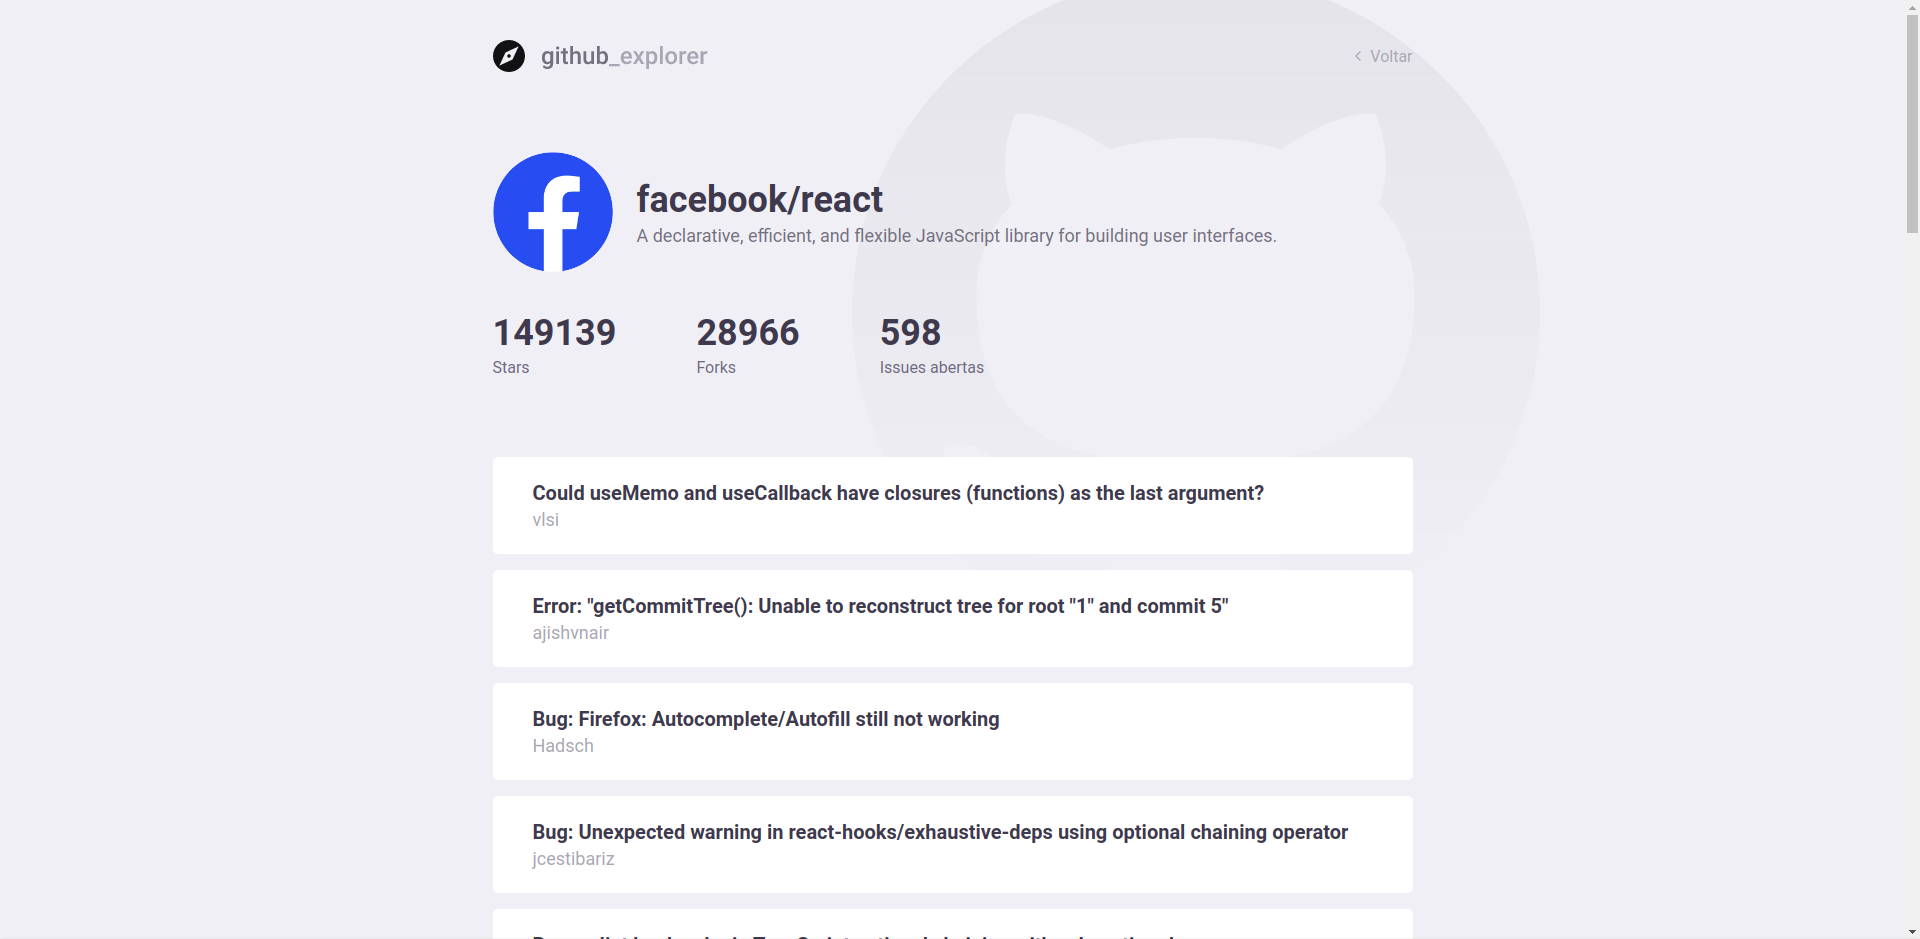 github_explorer
Voltar
facebook/react
A declarative, efficient, and flexible JavaScript library for building user interfaces.
149139 28966 598
Stars Forks Issues abertas
Could useMemo and useCallback have closures (functions) as the last argument?
vlsi
Error: "getCommitTree(): Unable to reconstruct tree for root "1" and commit 5"
ajishvnair
Bug: Firefox: Autocomplete/Autofill still not working
Hadsch
Bug: Unexpected warning in react-hooks/exhaustive-deps using optional chaining operator
jcestibariz